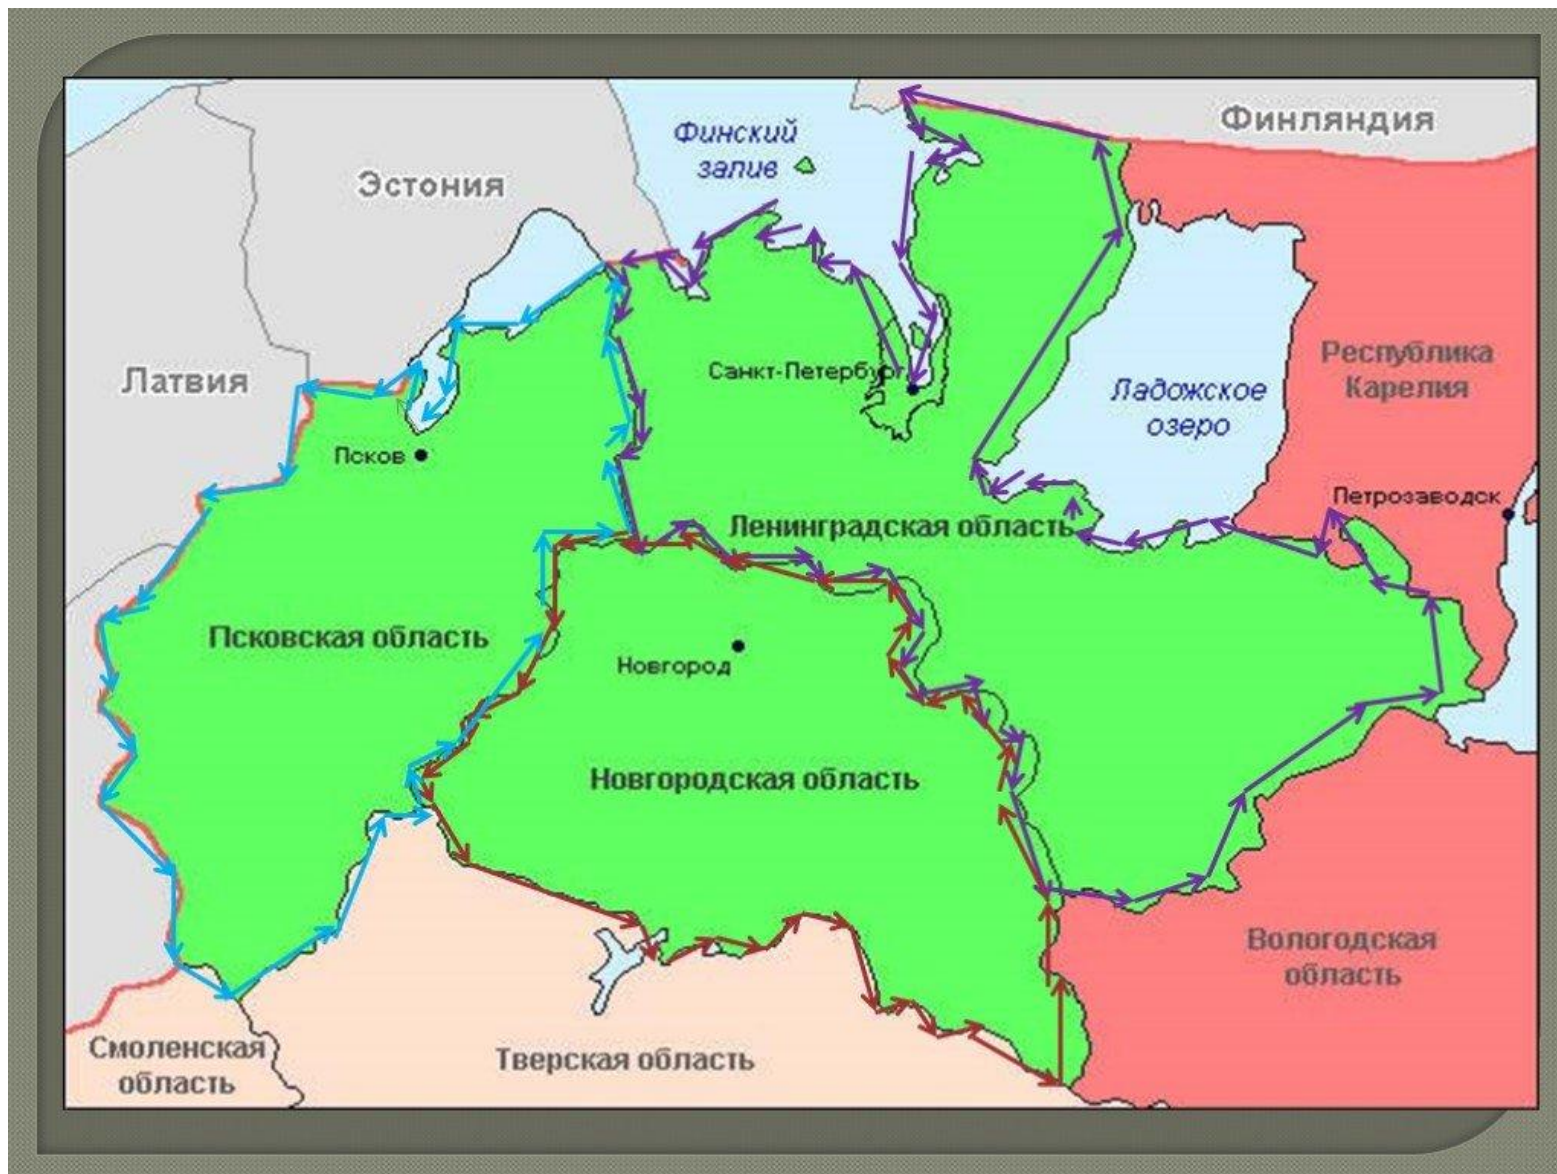 Финляндия
Финский
запив
Эстония
Республика
Карелия
Санкт-Петербург
Латвия
Ладожское
озеро
Псков
Петрозаводск
Ленинградская область
Псковская область
Новгород
Новгородская область
Вологодская
область
Смоленская
область
Тверская область